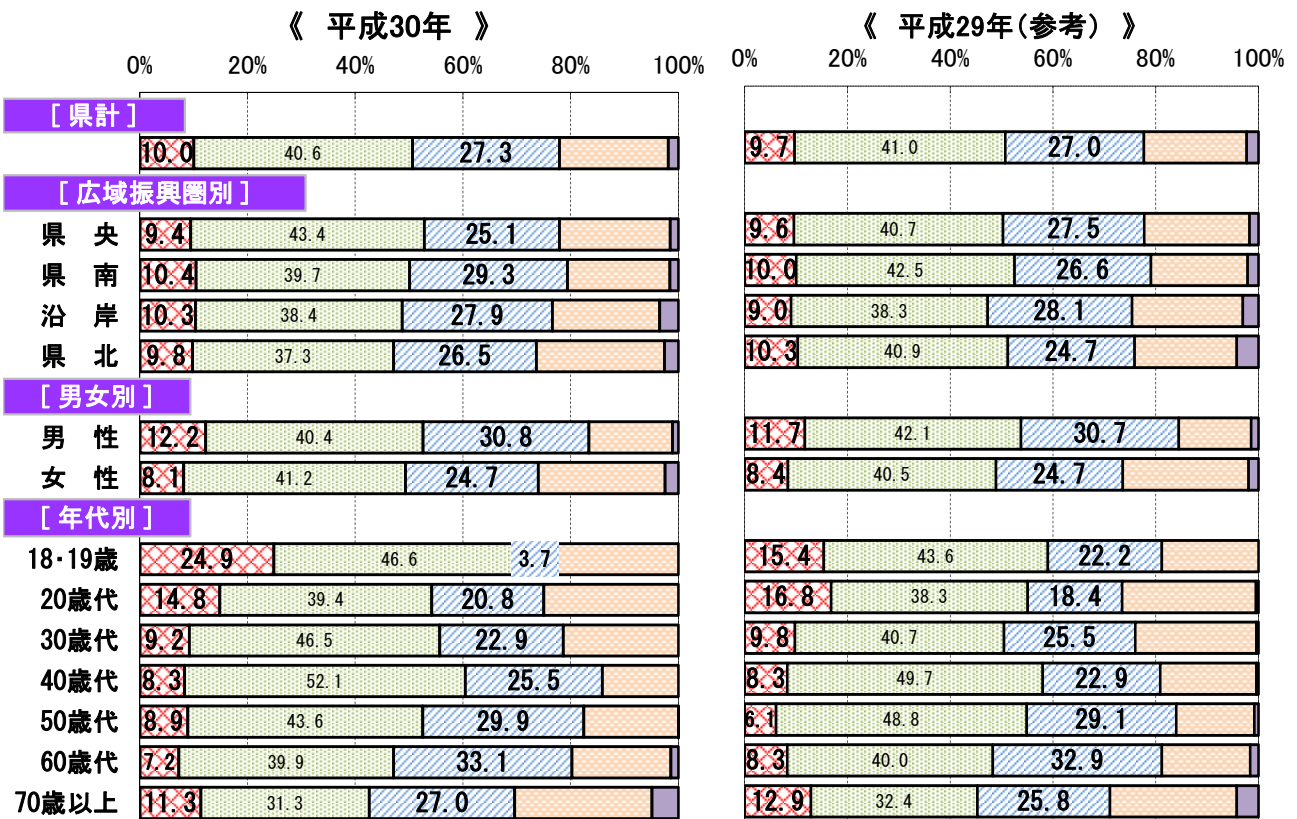 《 平成30年 》 《 平成29年(参考) 》
0% 20% 40% 60% 80% 100% 0% 20% 40% 60% 80% 100%
[ 県計 ]
10.0 40.6 27.3 9.7 41.0 27.0
[ 広域振興圏別 ]
県 央 9.4 43.4 25.1 9.6 40.7 27.5
県 南 10.4 39.7 29.3 10.0 42.5 26.6
沿 岸 10.3 38.4 27.9 9.0 38.3 28.1
県 北 9.8 37.3 26.5 10.3 40.9 24.7
[ 男女別 ]
男 性 12.2 40.4 30.8 11.7 42.1 30.7
女 性 8.1 41.2 24.7 8.4 40.5 24.7
[ 年代別 ]
18・19歳 24.9 46.6 3.7 15.4 43.6 22.2
20歳代 14.8 39.4 20.8 16.8 38.3 18.4
30歳代 9.2 46.5 22.9 9.8 40.7 25.5
40歳代 8.3 52.1 25.5 8.3 49.7 22.9
50歳代 8.9 43.6 29.9 6.1 48.8 29.1
60歳代 7.2 39.9 33.1 8.3 40.0 32.9
70歳以上 11.3 31.3 27.0 12.9 32.4 25.8